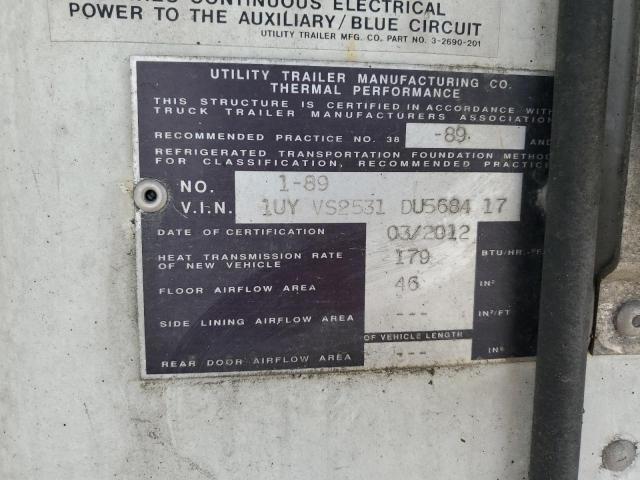 CONTINUOUS ELECTRICAL
POWER TO THE AUXILIARY/BLUE CIRCUIT
UTILITY TRAILER MFG. CO. PART NO. 3-2690-201
UTILITY TRAILER MANUFACTURING CO.
THERMAL PERFORMANCE
THIS STRUCTURE IS CERTIFIED IN ACCORDANCE WITH
TRUCK TRAILER MANUFACTURERS ASSOCIATION
RECOMMENDED PRACTICE NO. 38 -89 AND
REFRIGERATED TRANSPORTATION FOUNDATION METHOD
FOR CLASSIFICATION, RECOMMENDED PRACTICE
NO. 1-89
V.I.N. 1UY VS2531 DU5684 17
DATE OF CERTIFICATION 03/2012
HEAT TRANSMISSION RATE 179 BTU/HR.-°F
OF NEW VEHICLE
FLOOR AIRFLOW AREA 46 IN²
SIDE LINING AIRFLOW AREA --- IN²/FT
OF VEHICLE LENGTH
REAR DOOR AIRFLOW AREA --- IN²